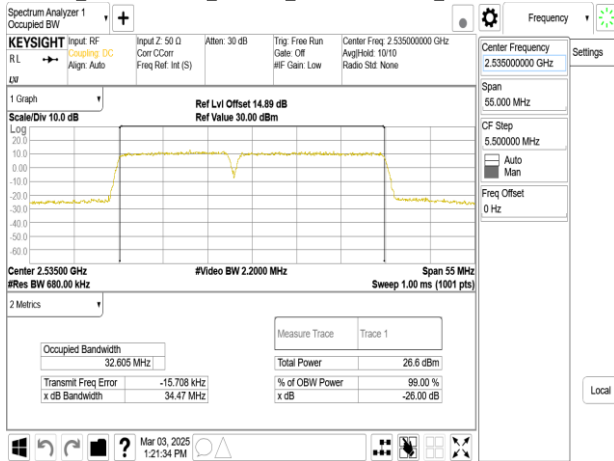 Spectrum Analyzer 1
Occupied BW
Frequency
KEYSIGHT
Input: RF
Coupling: DC
Align: Auto
Input Z: 50 Ω
Corr CCorr
Freq Ref: Int (S)
Atten: 30 dB
Trig: Free Run
Gate: Off
#IF Gain: Low
Center Freq: 2.535000000 GHz
Avg|Hold: 10/10
Radio Std: None
R L
LXI
Center Frequency
2.535000000 GHz
Settings
Span
55.000 MHz
CF Step
5.500000 MHz
Auto
Man
Freq Offset
0 Hz
Local
1 Graph
Scale/Div 10.0 dB
Ref Lvl Offset 14.89 dB
Ref Value 30.00 dBm
Log
20.0
10.0
0.00
-10.0
-20.0
-30.0
-40.0
-50.0
-60.0
Center 2.53500 GHz
#Res BW 680.00 kHz
#Video BW 2.2000 MHz
Span 55 MHz
Sweep 1.00 ms (1001 pts)
2 Metrics
Measure Trace
Trace 1
Occupied Bandwidth
32.605 MHz
Total Power
26.6 dBm
Transmit Freq Error
-15.708 kHz
% of OBW Power
99.00 %
x dB Bandwidth
34.47 MHz
x dB
-26.00 dB
?
Mar 03, 2025
1:21:34 PM